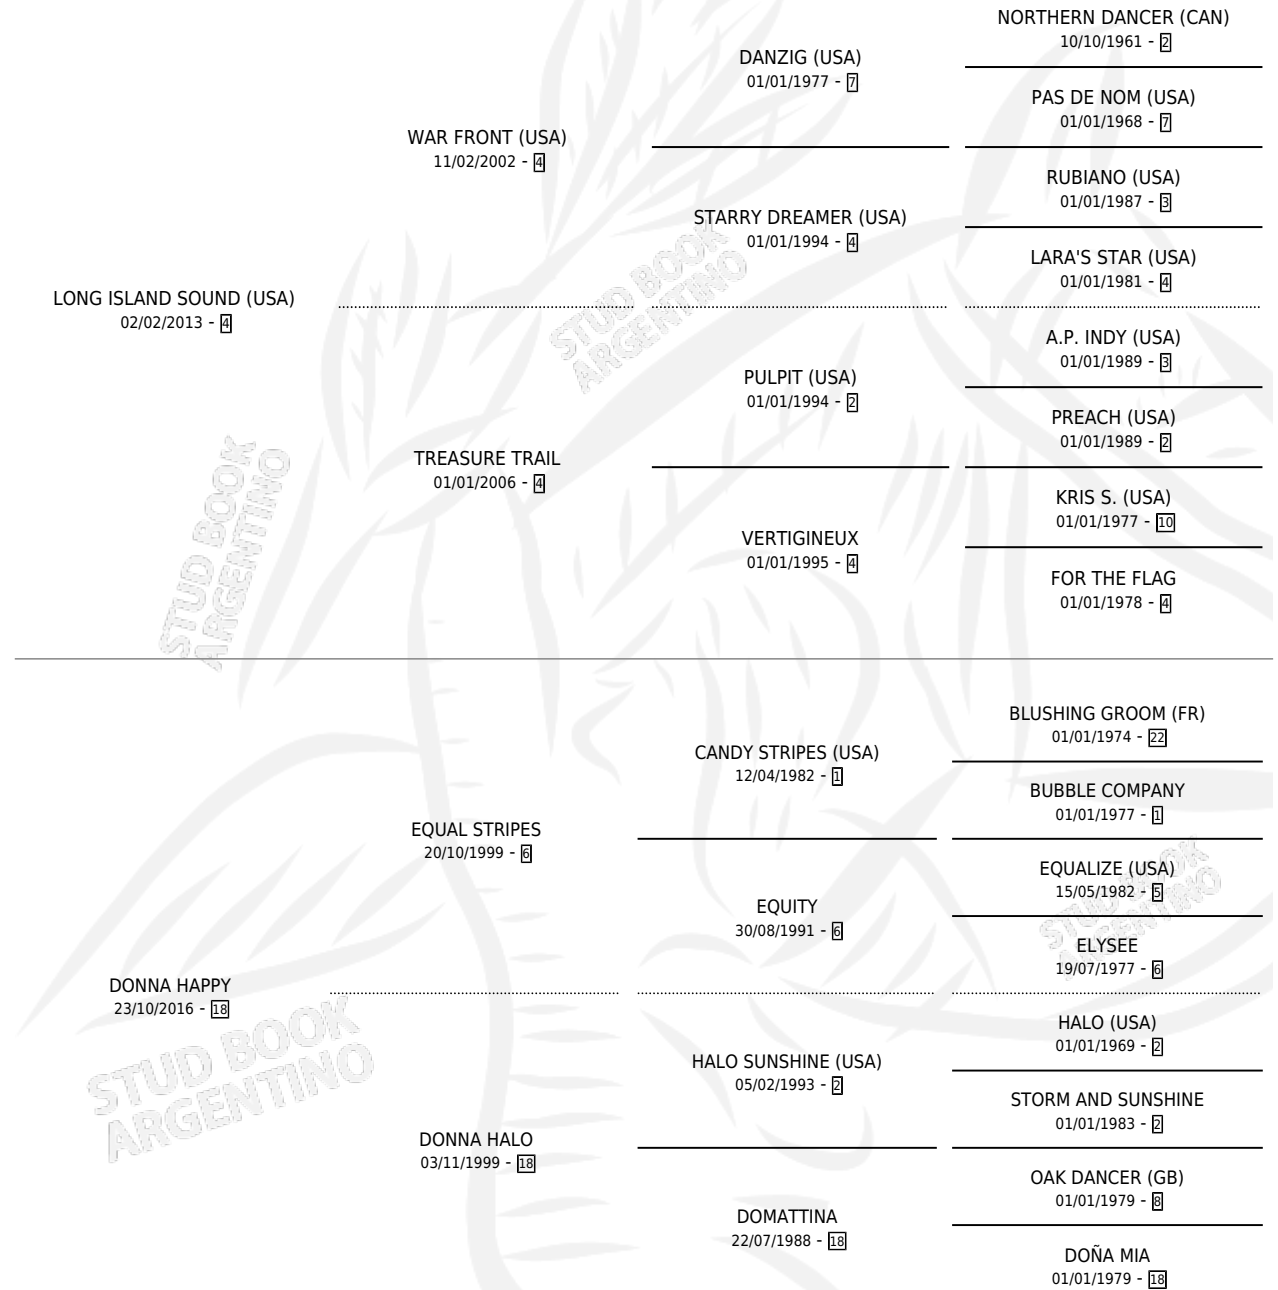 NORTHERN DANCER (CAN)
10/10/1961 - 2
DANZIG (USA)
01/01/1977 - 7
PAS DE NOM (USA)
01/01/1968 - 7
WAR FRONT (USA)
11/02/2002 - 4
RUBIANO (USA)
01/01/1987 - 3
STARRY DREAMER (USA)
01/01/1994 - 4
LARA'S STAR (USA)
01/01/1981 - 4
LONG ISLAND SOUND (USA)
02/02/2013 - 4
A.P. INDY (USA)
01/01/1989 - 3
PULPIT (USA)
01/01/1994 - 2
PREACH (USA)
01/01/1989 - 2
TREASURE TRAIL
01/01/2006 - 4
KRIS S. (USA)
01/01/1977 - 10
VERTIGINEUX
01/01/1995 - 4
FOR THE FLAG
01/01/1978 - 4
BLUSHING GROOM (FR)
01/01/1974 - 22
CANDY STRIPES (USA)
12/04/1982 - 1
BUBBLE COMPANY
01/01/1977 - 1
EQUAL STRIPES
20/10/1999 - 6
EQUALIZE (USA)
15/05/1982 - 5
EQUITY
30/08/1991 - 6
ELYSEE
19/07/1977 - 6
DONNA HAPPY
23/10/2016 - 18
HALO (USA)
01/01/1969 - 2
HALO SUNSHINE (USA)
05/02/1993 - 2
STORM AND SUNSHINE
01/01/1983 - 2
DONNA HALO
03/11/1999 - 18
OAK DANCER (GB)
01/01/1979 - 8
DOMATTINA
22/07/1988 - 18
DOÑA MIA
01/01/1979 - 18
STUD BOOK
ARGENTINO
STUD BOOK
ARGENTINO
STUD BOOK
ARGENTINO
STUD BOOK
ARGENTINO